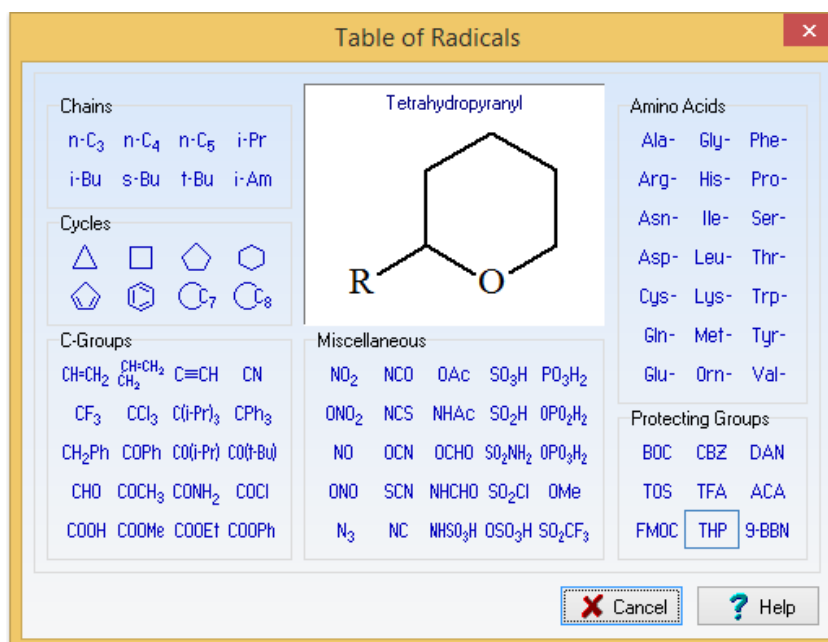 Table of Radicals
Chains
n-C₃ n-C₄ n-C₅ i-Pr
i-Bu s-Bu t-Bu i-Am
Cycles
C₇ C₈
C-Groups
CH=CH₂ CH=CH₂ C≡CH CN
CH₂
CF₃ CCl₃ C(i-Pr)₃ CPh₃
CH₂Ph COPh CO(i-Pr) CO(t-Bu)
CHO COCH₃ CONH₂ COCl
COOH COOMe COOEt COOPh
Tetrahydropyranyl
R O
Miscellaneous
NO₂ NCO OAc SO₃H PO₃H₂
ONO₂ NCS NHAc SO₂H OPO₂H₂
NO OCN OCHO SO₂NH₂ OPO₃H₂
ONO SCN NHCHO SO₂Cl OMe
N₃ NC NHSO₃H OSO₃H SO₂CF₃
Amino Acids
Ala- Gly- Phe-
Arg- His- Pro-
Asn- Ile- Ser-
Asp- Leu- Thr-
Cys- Lys- Trp-
Gln- Met- Tyr-
Glu- Orn- Val-
Protecting Groups
BOC CBZ DAN
TOS TFA ACA
FMOC THP 9-BBN
Cancel Help